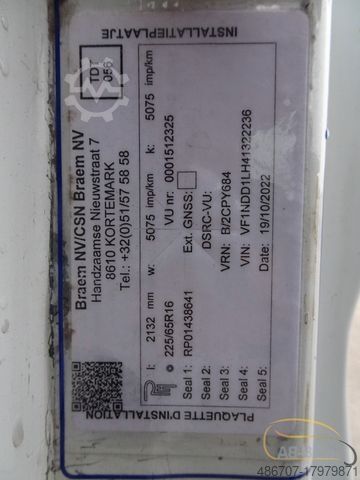 INSTALLATIEPLAATJE
Braem NV/CSN Braem NV
Handzaamse Nieuwstraat 7
8610 KORTEMARK
Tel.: +32(0)51/57 58 58
TDT
056
l: 2132 mm w: 5075 imp/km k: 5075 imp/km
225/65R16 VU nr: 0001512325
Seal 1: RP01438641 Ext. GNSS:
Seal 2: DSRC-VU:
Seal 3: VRN: B/2CPY684
Seal 4: VIN: VF1NDD1LH41322236
Seal 5: Date: 19/10/2022
PLAQUETTE D'INSTALLATION
486707-17979871